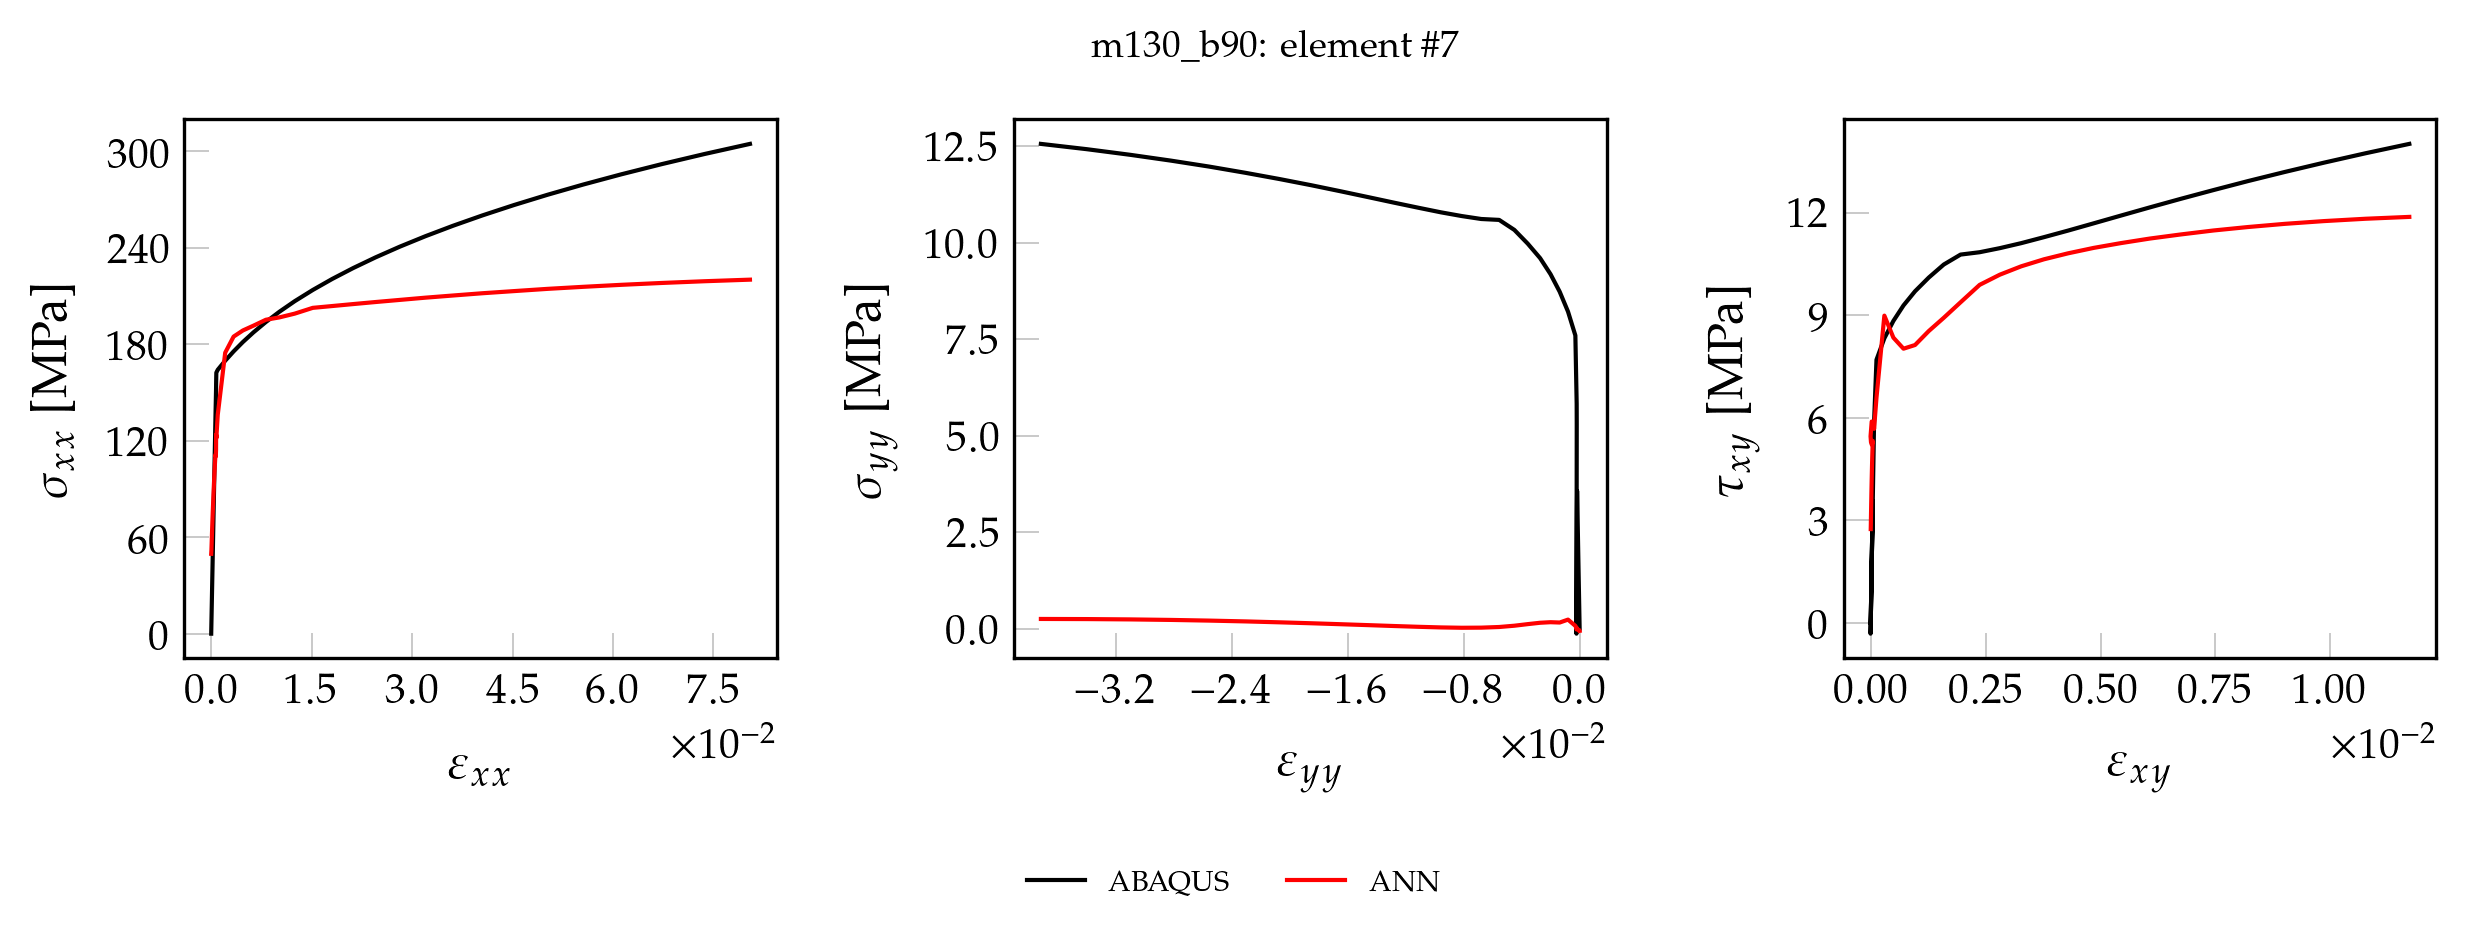 m130_b90: element #7
σxx [MPa]
300
240
180
120
60
0
0.0 1.5 3.0 4.5 6.0 7.5
×10−2
εxx
σyy [MPa]
12.5
10.0
7.5
5.0
2.5
0.0
−3.2 −2.4 −1.6 −0.8 0.0
×10−2
εyy
τxy [MPa]
12
9
6
3
0
0.00 0.25 0.50 0.75 1.00
×10−2
εxy
ABAQUS ANN